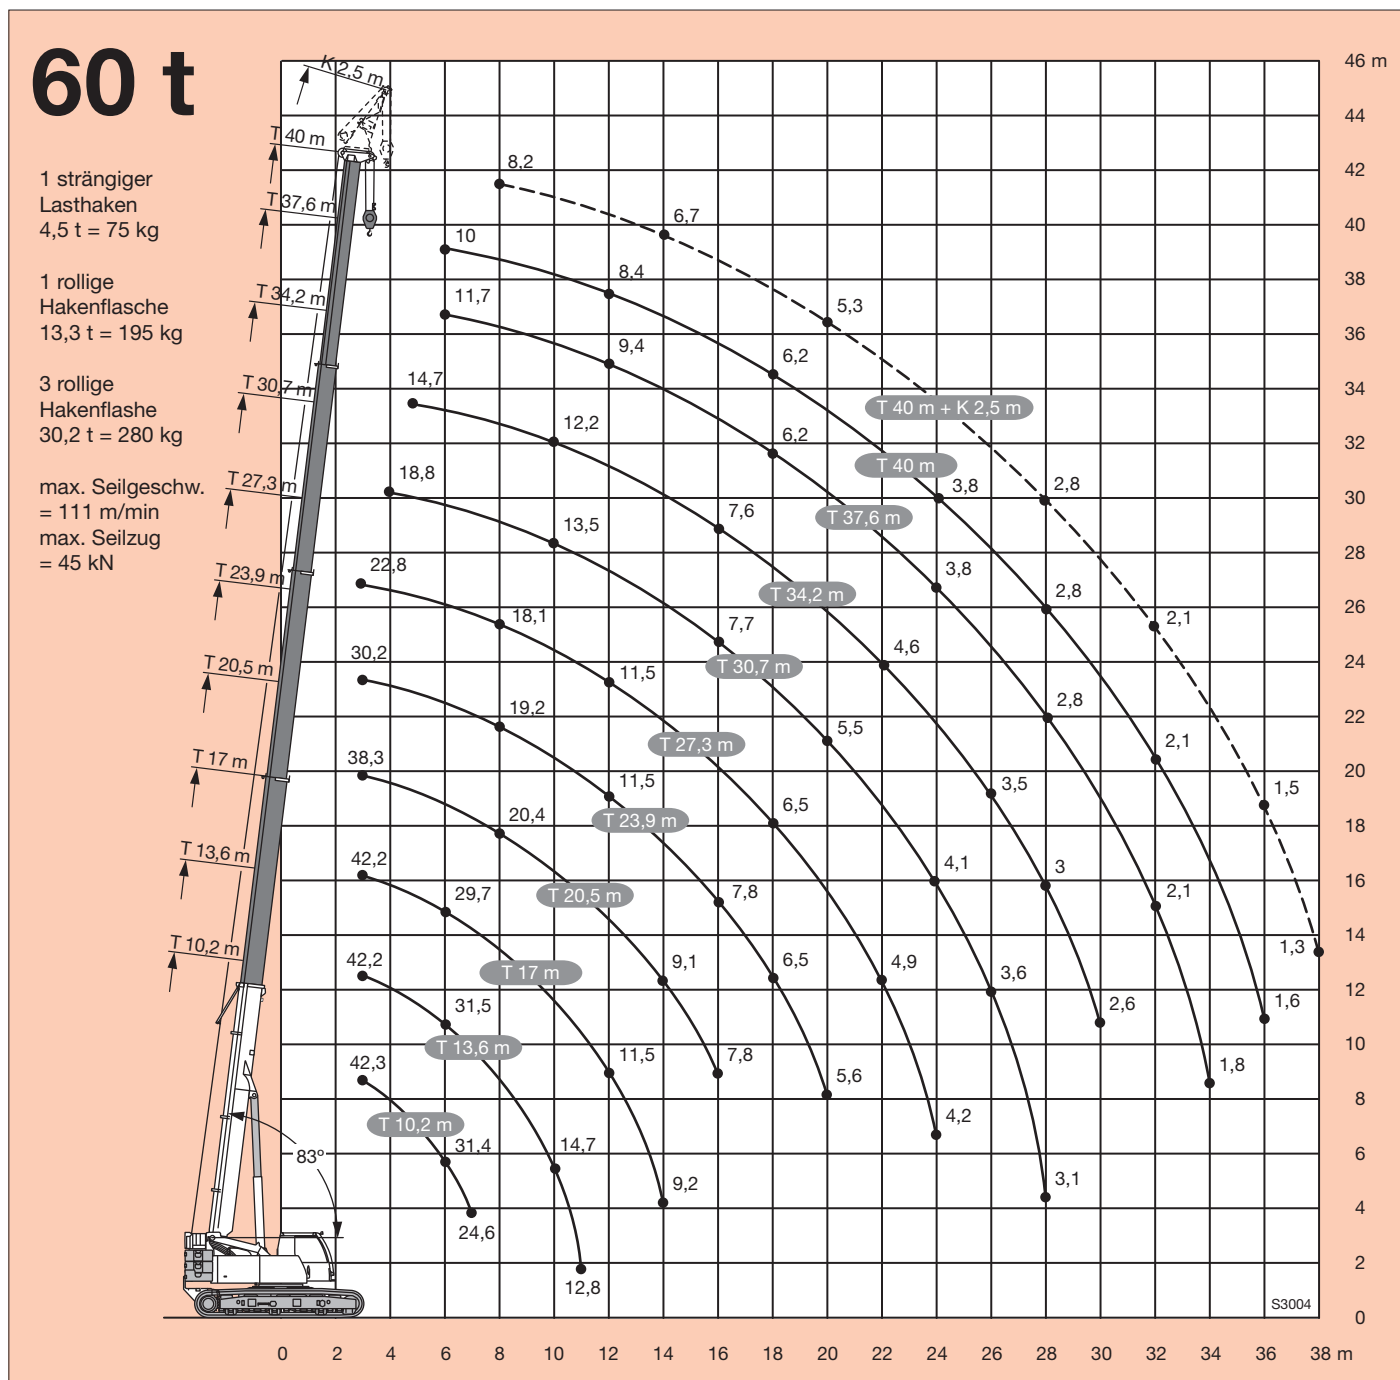 60 t
1 strängiger
Lasthaken
4,5 t = 75 kg
1 rollige
Hakenflasche
13,3 t = 195 kg
3 rollige
Hakenflashe
30,2 t = 280 kg
max. Seilgeschw.
= 111 m/min
max. Seilzug
= 45 kN
K 2,5 m
T 40 m
T 37,6 m
T 34,2 m
T 30,7 m
T 27,3 m
T 23,9 m
T 20,5 m
T 17 m
T 13,6 m
T 10,2 m
83º
8,2
6,7
5,3
T 40 m + K 2,5 m
2,8
2,1
1,5
1,3
10
8,4
6,2
T 40 m
3,8
2,8
2,1
1,6
11,7
9,4
6,2
T 37,6 m
3,8
2,8
2,1
1,8
14,7
12,2
7,6
T 34,2 m
4,6
3,5
3
2,6
18,8
13,5
7,7
T 30,7 m
5,5
4,1
3,6
3,1
22,8
18,1
11,5
T 27,3 m
6,5
4,9
4,2
30,2
19,2
11,5
T 23,9 m
7,8
6,5
5,6
38,3
20,4
T 20,5 m
9,1
7,8
42,2
29,7
T 17 m
11,5
9,2
42,2
31,5
T 13,6 m
14,7
12,8
42,3
T 10,2 m
31,4
24,6
46 m
44
42
40
38
36
34
32
30
28
26
24
22
20
18
16
14
12
10
8
6
4
2
0
S3004
0 2 4 6 8 10 12 14 16 18 20 22 24 26 28 30 32 34 36 38 m